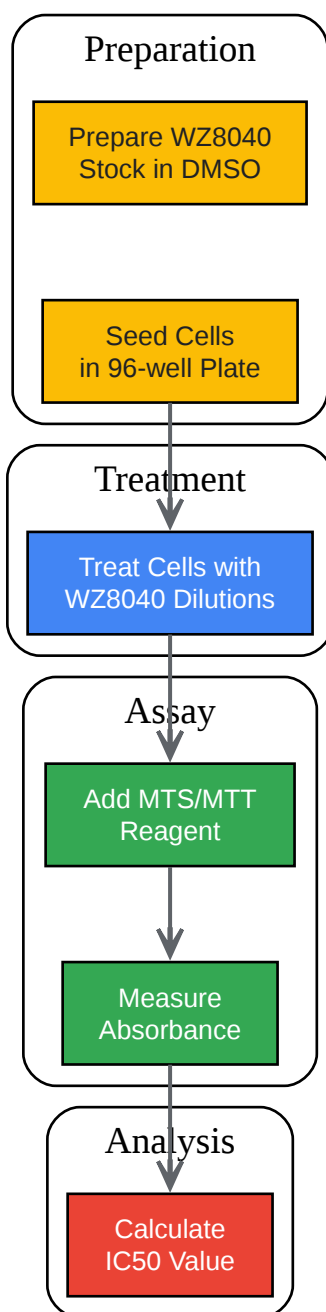 Preparation
Prepare WZ8040
Stock in DMSO
Seed Cells
in 96-well Plate
Treatment
Treat Cells with
WZ8040 Dilutions
Assay
Add MTS/MTT
Reagent
Measure
Absorbance
Analysis
Calculate
IC50 Value